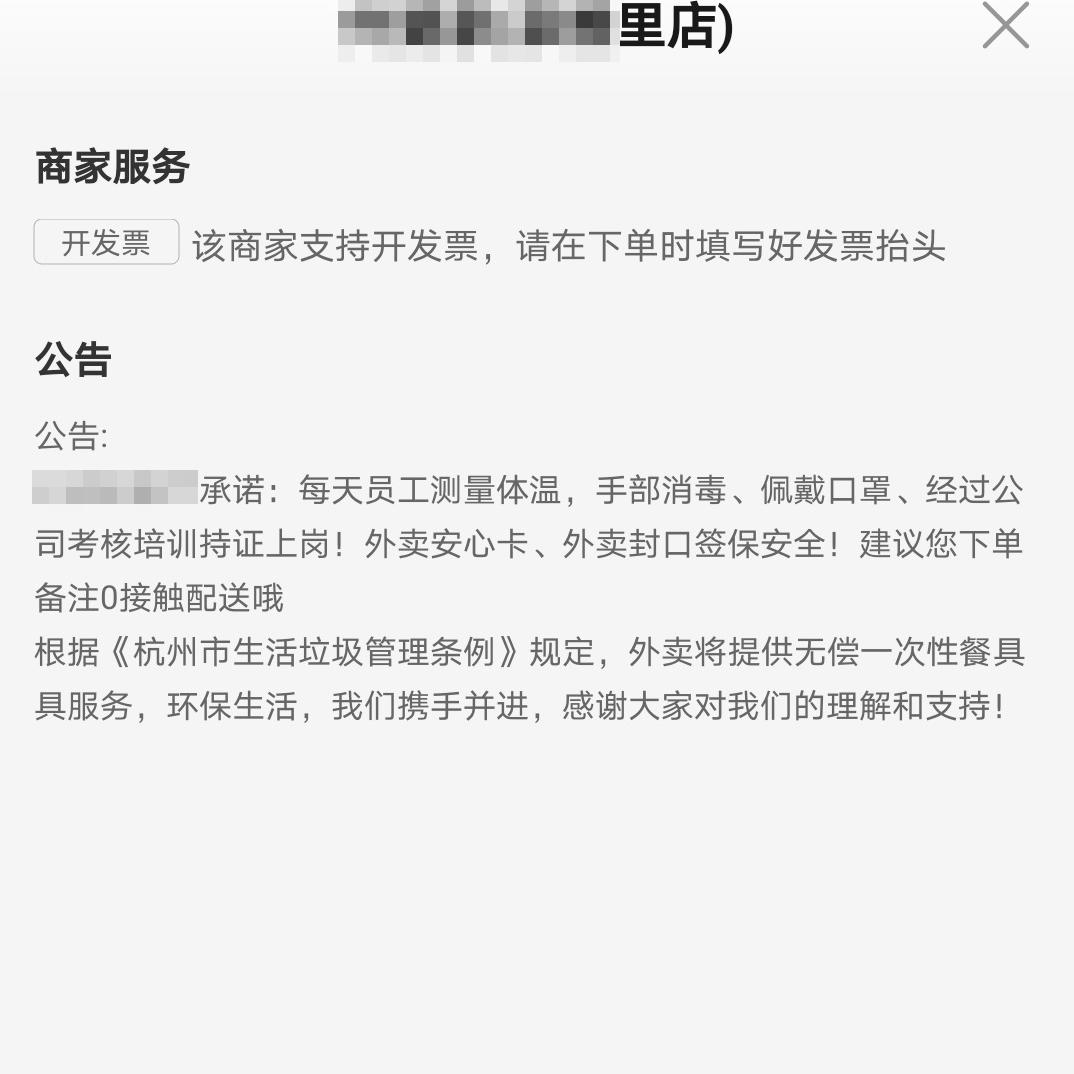 里店)
商家服务
开发票 该商家支持开发票，请在下单时填写好发票抬头
公告
公告:
承诺：每天员工测量体温，手部消毒、佩戴口罩、经过公
司考核培训持证上岗！外卖安心卡、外卖封口签保安全！建议您下单
备注0接触配送哦
根据《杭州市生活垃圾管理条例》规定，外卖将提供无偿一次性餐具
具服务，环保生活，我们携手并进，感谢大家对我们的理解和支持！